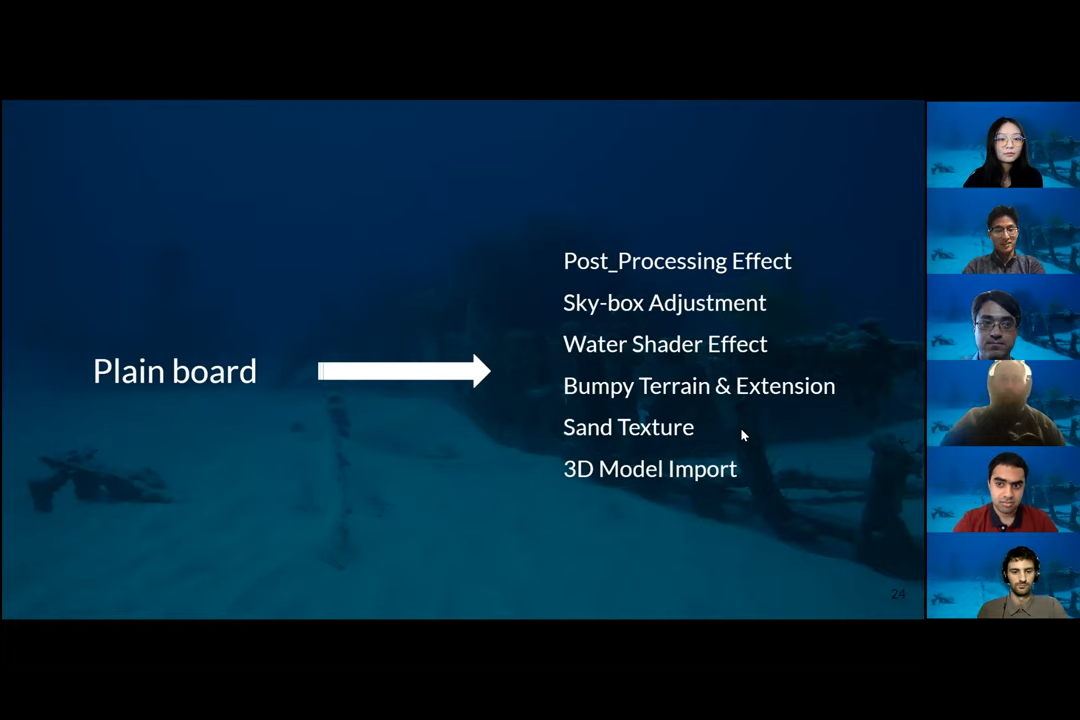 Plain board
Post_Processing Effect
Sky-box Adjustment
Water Shader Effect
Bumpy Terrain & Extension
Sand Texture
3D Model Import
24